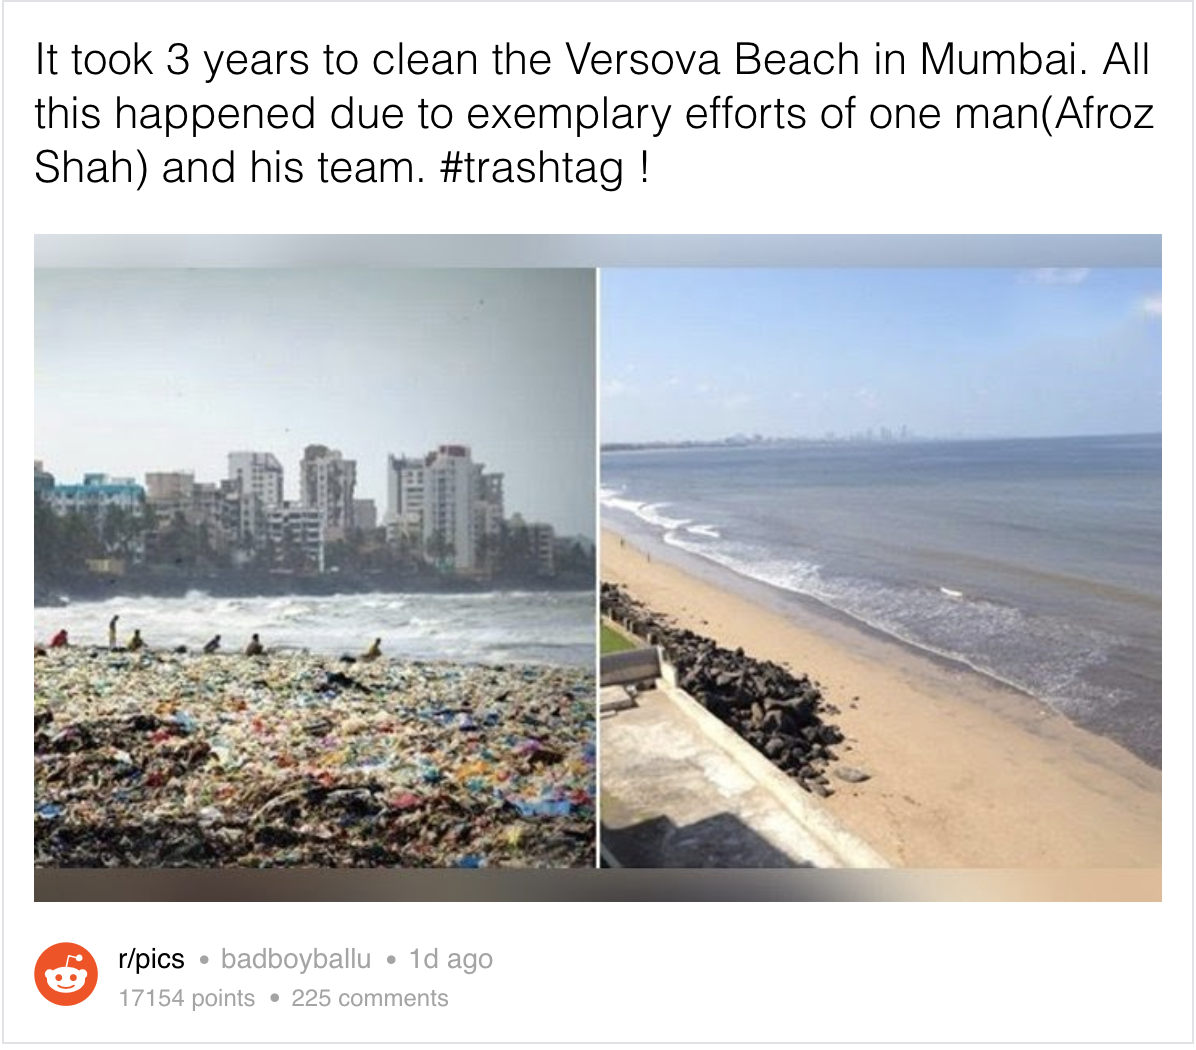 It took 3 years to clean the Versova Beach in Mumbai. All
this happened due to exemplary efforts of one man(Afroz
Shah) and his team. #trashtag !
r/pics • badboyballu • 1d ago
17154 points • 225 comments